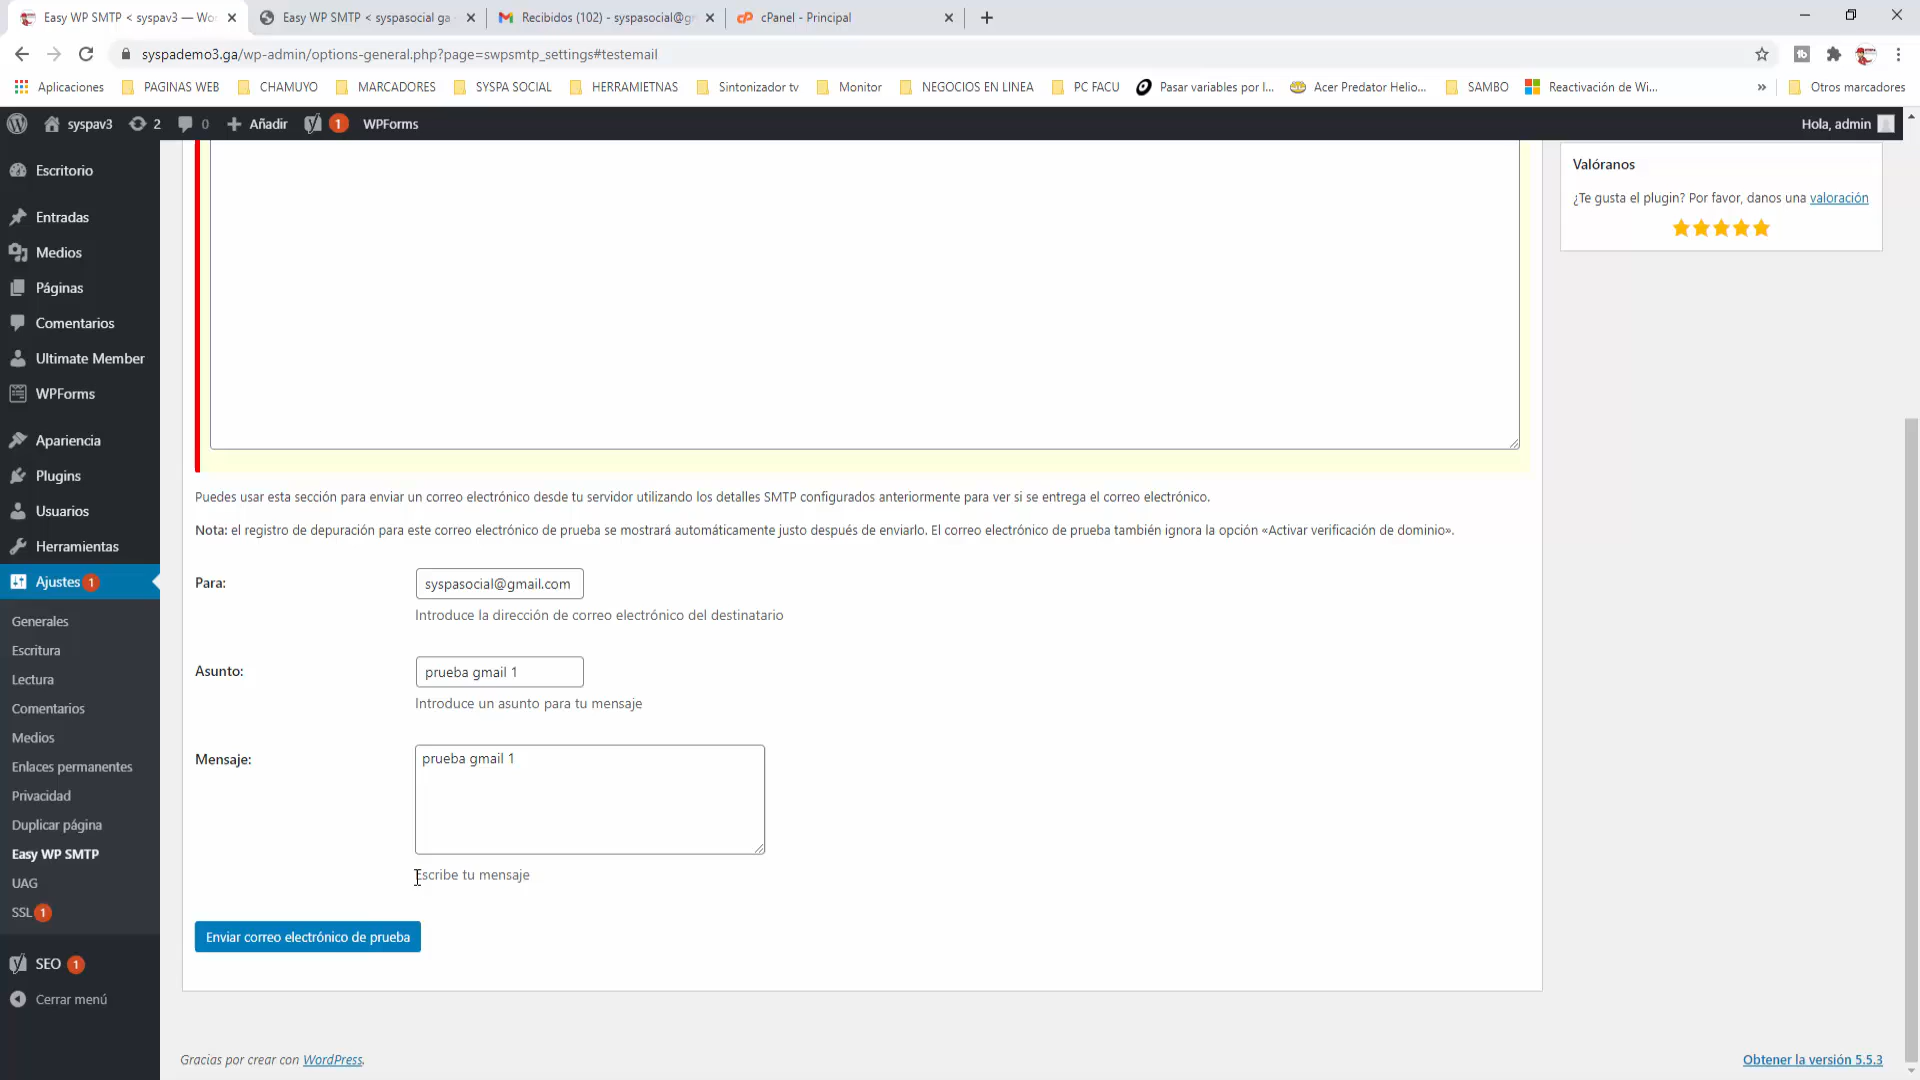 Easy WP SMTP < syspav3 — Wo
Easy WP SMTP < syspasocial ga
Recibidos (102) - syspasocial@g
cPanel - Principal
syspademo3.ga/wp-admin/options-general.php?page=swpsmtp_settings#testemail
Aplicaciones
PAGINAS WEB
CHAMUYO
MARCADORES
SYSPA SOCIAL
HERRAMIETNAS
Sintonizador tv
Monitor
NEGOCIOS EN LINEA
PC FACU
Pasar variables por l...
Acer Predator Helio...
SAMBO
Reactivación de Wi...
»
Otros marcadores
syspav3
2
0
Añadir
1
WPForms
Hola, admin
Escritorio
Entradas
Medios
Páginas
Comentarios
Ultimate Member
WPForms
Apariencia
Plugins
Usuarios
Herramientas
Ajustes 1
Generales
Escritura
Lectura
Comentarios
Medios
Enlaces permanentes
Privacidad
Duplicar página
Easy WP SMTP
UAG
SSL 1
SEO 1
Cerrar menú
Valóranos
¿Te gusta el plugin? Por favor, danos una valoración
Puedes usar esta sección para enviar un correo electrónico desde tu servidor utilizando los detalles SMTP configurados anteriormente para ver si se entrega el correo electrónico.
Nota: el registro de depuración para este correo electrónico de prueba se mostrará automáticamente justo después de enviarlo. El correo electrónico de prueba también ignora la opción «Activar verificación de dominio».
Para:
syspasocial@gmail.com
Introduce la dirección de correo electrónico del destinatario
Asunto:
prueba gmail 1
Introduce un asunto para tu mensaje
Mensaje:
prueba gmail 1
Escribe tu mensaje
Enviar correo electrónico de prueba
Gracias por crear con WordPress.
Obtener la versión 5.5.3